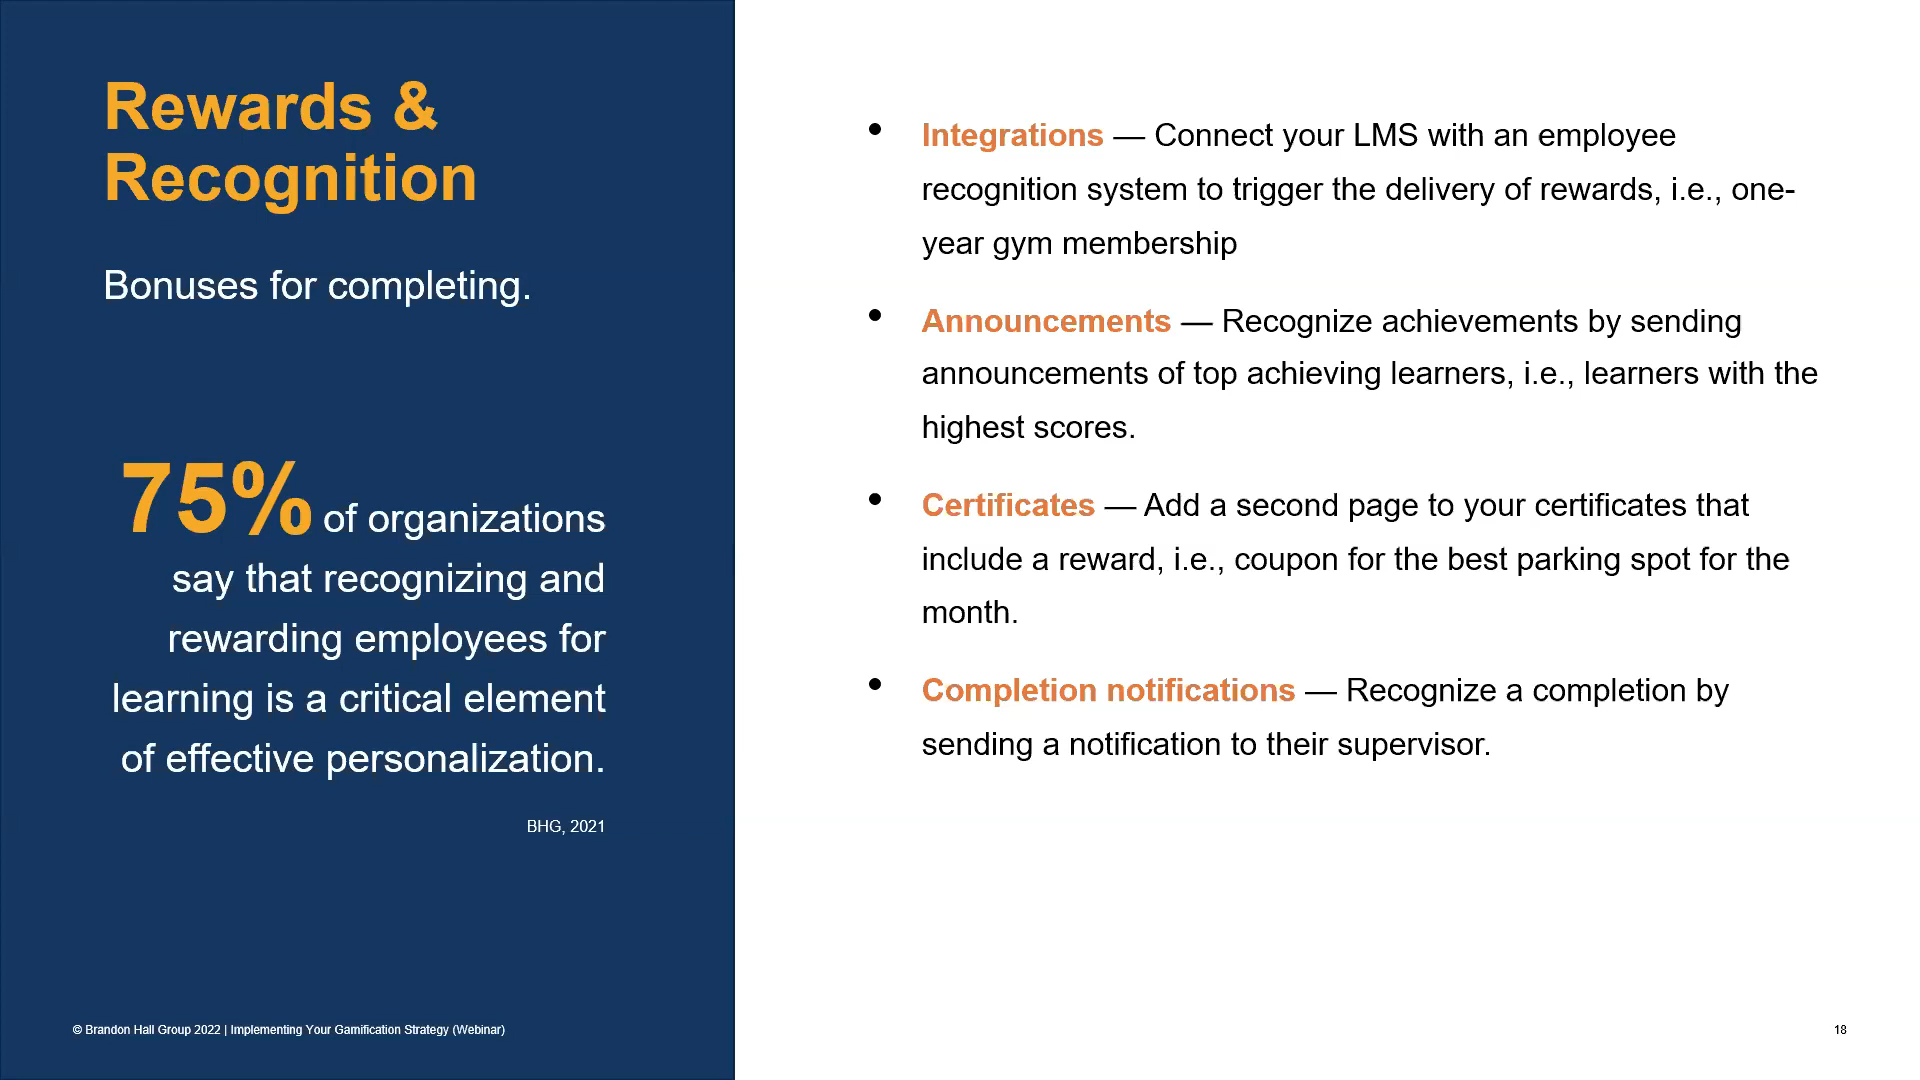 Rewards &
Recognition
Bonuses for completing.
75% of organizations
say that recognizing and
rewarding employees for
learning is a critical element
of effective personalization.
BHG, 2021
• Integrations — Connect your LMS with an employee
recognition system to trigger the delivery of rewards, i.e., one-
year gym membership
• Announcements — Recognize achievements by sending
announcements of top achieving learners, i.e., learners with the
highest scores.
• Certificates — Add a second page to your certificates that
include a reward, i.e., coupon for the best parking spot for the
month.
• Completion notifications — Recognize a completion by
sending a notification to their supervisor.
© Brandon Hall Group 2022 | Implementing Your Gamification Strategy (Webinar)
18